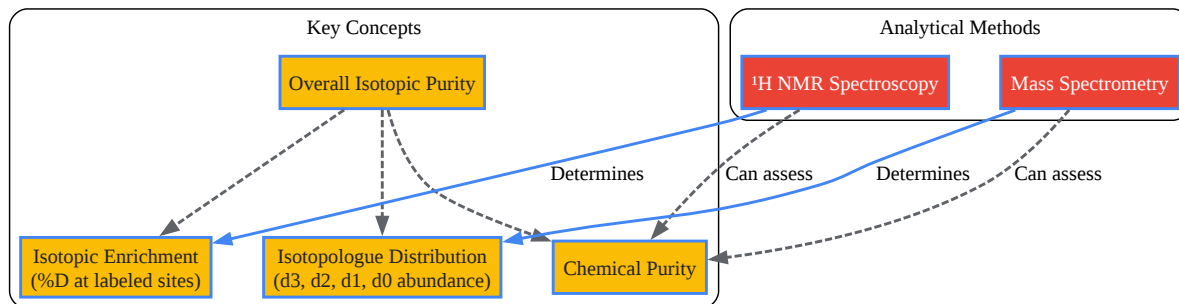 Key Concepts
Analytical Methods
Overall Isotopic Purity
¹H NMR Spectroscopy
Mass Spectrometry
Determines
Can assess
Determines
Can assess
Isotopic Enrichment
(%D at labeled sites)
Isotopologue Distribution
(d3, d2, d1, d0 abundance)
Chemical Purity